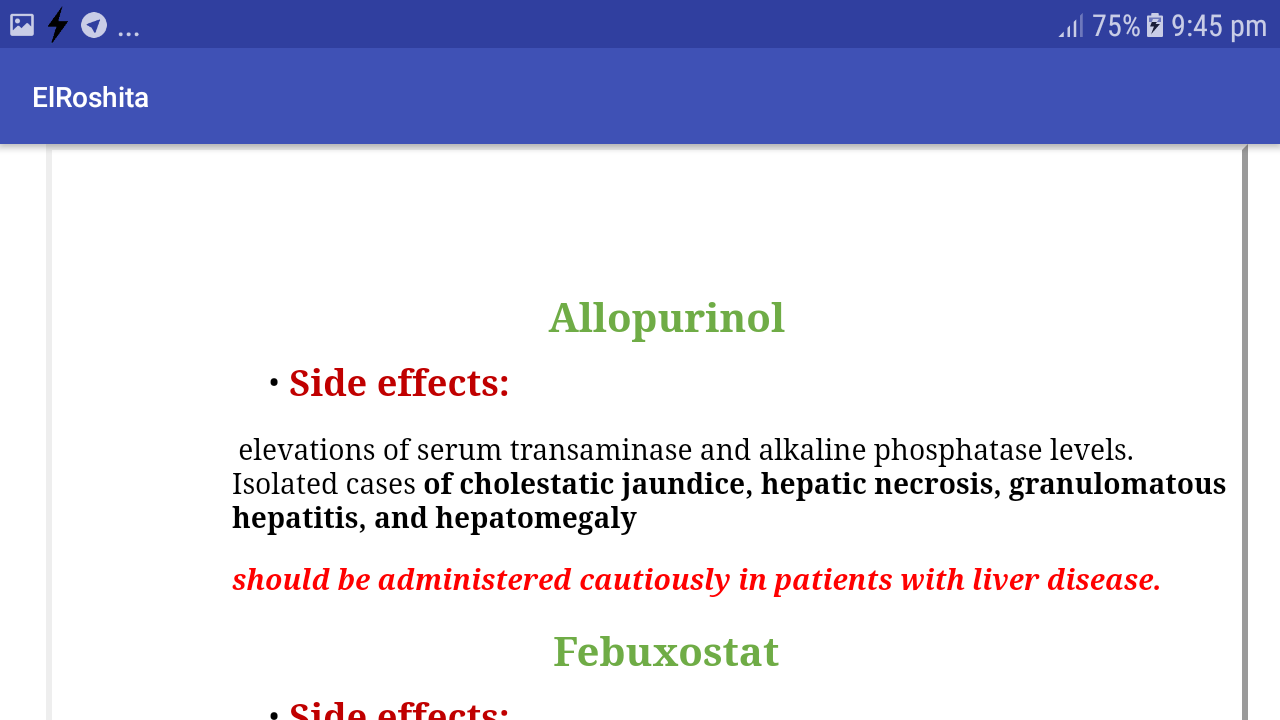 ... 75% 9:45 pm
ElRoshita
Allopurinol
• Side effects:
elevations of serum transaminase and alkaline phosphatase levels.
Isolated cases of cholestatic jaundice, hepatic necrosis, granulomatous
hepatitis, and hepatomegaly
should be administered cautiously in patients with liver disease.
Febuxostat
• Side effects: